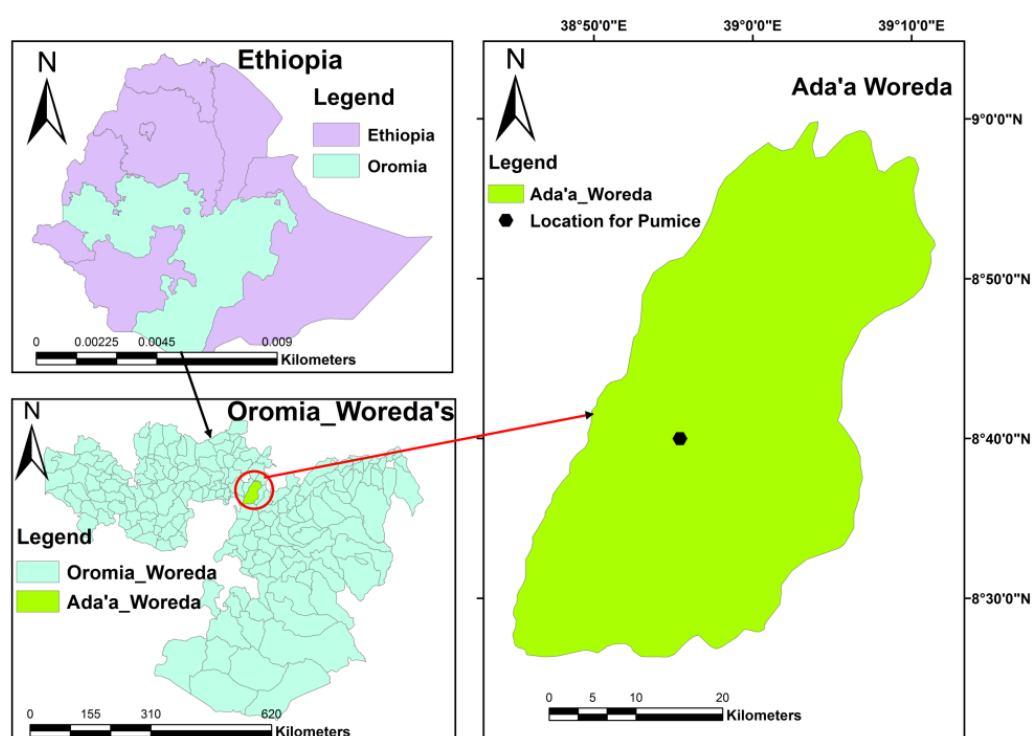 N
Ethiopia
Legend
Ethiopia
Oromia
0 0.00225 0.0045 0.009
Kilometers
N
Oromia_Woreda's
Legend
Oromia_Woreda
Ada'a_Woreda
0 155 310 620
Kilometers
38°50'0"E 39°0'0"E 39°10'0"E
N
Ada'a Woreda
Legend
Ada'a_Woreda
Location for Pumice
9°0'0"N
8°50'0"N
8°40'0"N
8°30'0"N
0 5 10 20
Kilometers